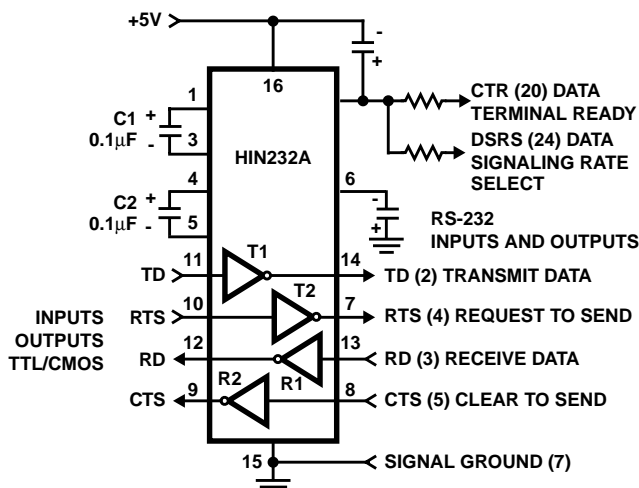 +5V
-
+
16
1
C1 +
0.1μF -
3
HIN232A
CTR (20) DATA
TERMINAL READY
DSRS (24) DATA
SIGNALING RATE
SELECT
4
C2 +
0.1μF -
5
6
-
+
RS-232
INPUTS AND OUTPUTS
TD 11 T1 14 TD (2) TRANSMIT DATA
RTS 10 T2 7 RTS (4) REQUEST TO SEND
INPUTS
OUTPUTS
TTL/CMOS
RD 12 R1 13 RD (3) RECEIVE DATA
CTS 9 R2 8 CTS (5) CLEAR TO SEND
15 SIGNAL GROUND (7)